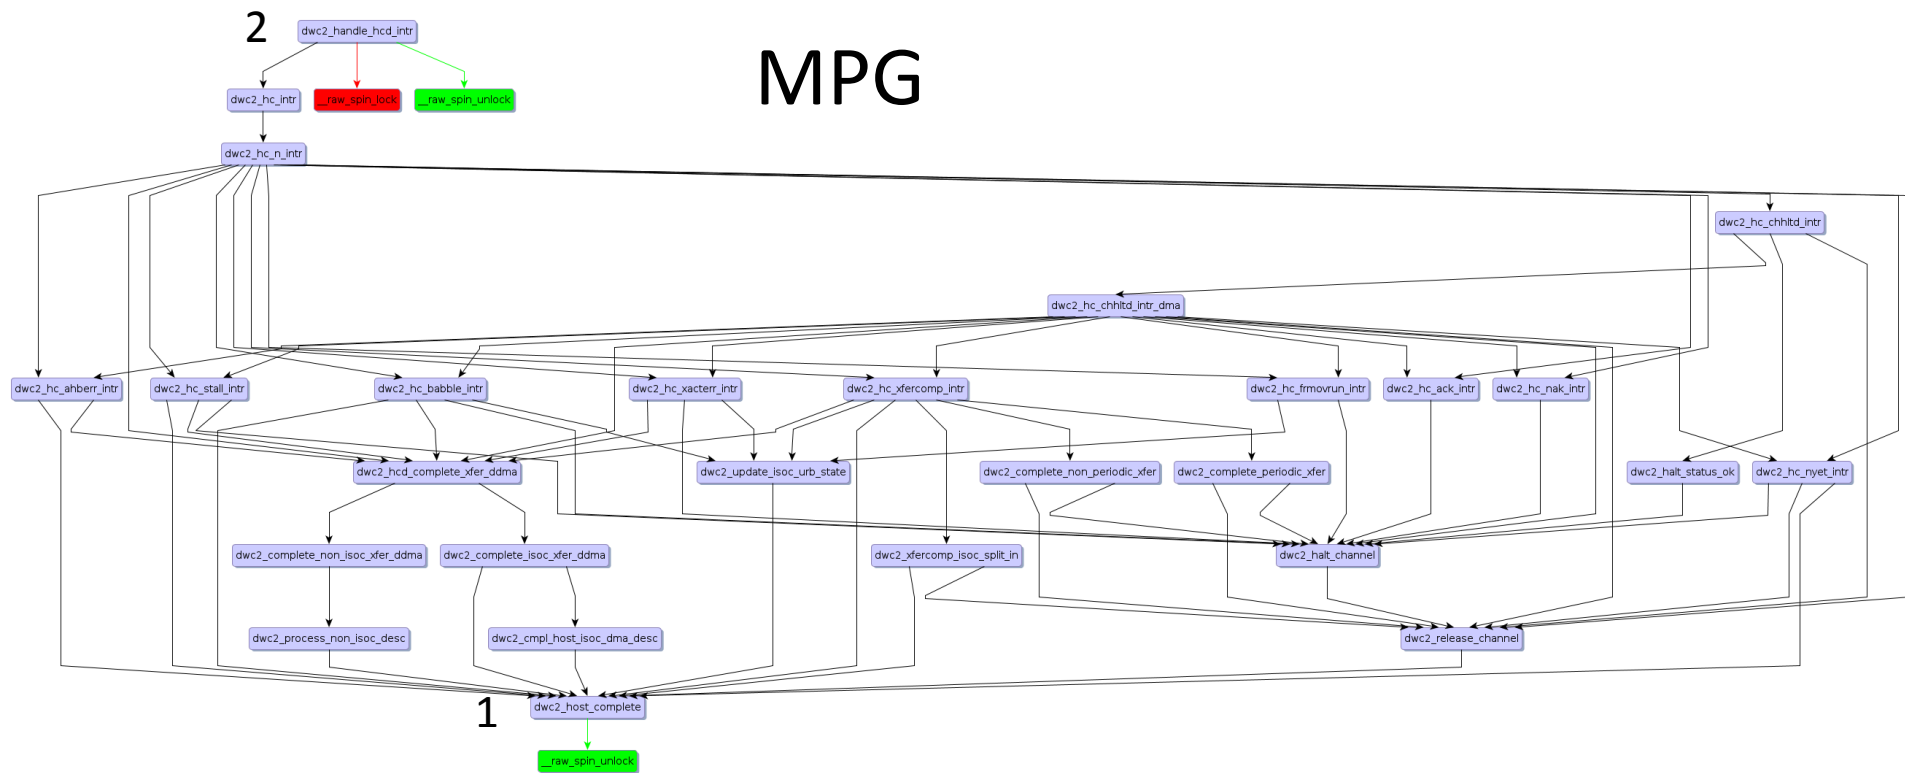 2
dwc2_handle_hcd_intr
MPG
dwc2_hc_intr
__raw_spin_lock
__raw_spin_unlock
dwc2_hc_n_intr
dwc2_hc_chhltd_intr
dwc2_hc_chhltd_intr_dma
dwc2_hc_ahberr_intr
dwc2_hc_stall_intr
dwc2_hc_babble_intr
dwc2_hc_xacterr_intr
dwc2_hc_xfercomp_intr
dwc2_hc_frmovrun_intr
dwc2_hc_ack_intr
dwc2_hc_nak_intr
dwc2_hcd_complete_xfer_ddma
dwc2_update_isoc_urb_state
dwc2_complete_non_periodic_xfer
dwc2_complete_periodic_xfer
dwc2_halt_status_ok
dwc2_hc_nyet_intr
dwc2_complete_non_isoc_xfer_ddma
dwc2_complete_isoc_xfer_ddma
dwc2_xfercomp_isoc_split_in
dwc2_halt_channel
dwc2_process_non_isoc_desc
dwc2_cmpl_host_isoc_dma_desc
dwc2_release_channel
1
dwc2_host_complete
__raw_spin_unlock